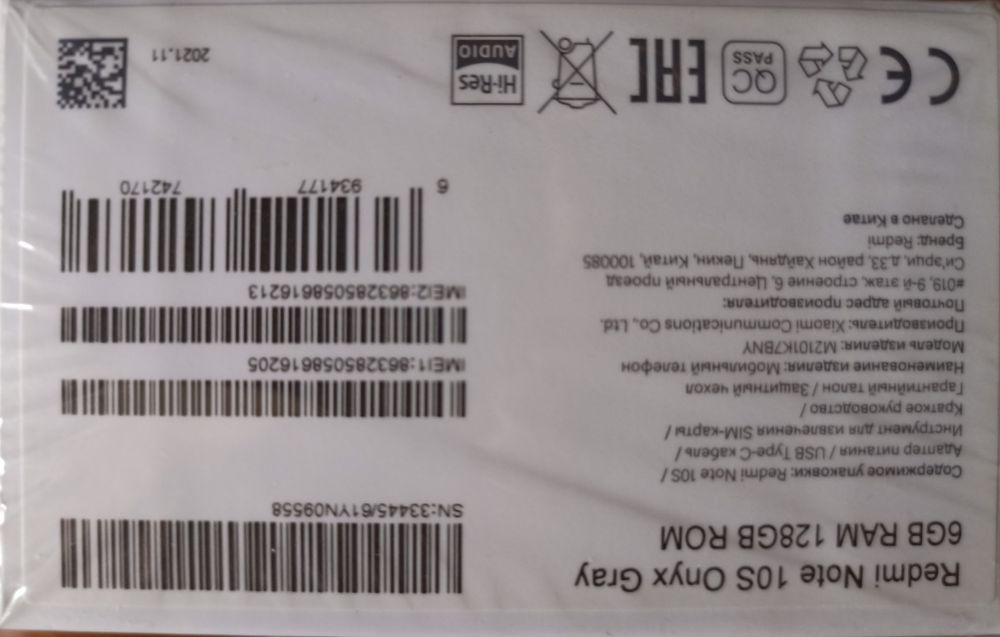 Redmi Note 10S Onyx Gray
6GB RAM 128GB ROM
Содержимое упаковки: Redmi Note 10S /
Адаптер питания / USB Type-C кабель /
Инструмент для извлечения SIM-карты /
Краткое руководство /
Гарантийный талон / Защитный чехол
Наименование изделия: Мобильный телефон
Модель изделия: M2101K7BNY
Производитель: Xiaomi Communications Co., Ltd.
Почтовый адрес производителя:
#019, 9-й этаж, строение 6, Центральный проезд
Си'эрци, д.33, район Хайдянь, Пекин, Китай, 100085
Бренд: Redmi
Сделано в Китае
SN:33445/61YN09558
IMEI1:863285058616205
IMEI2:863285058616213
6 934177 742170
CE
QC
PASS
EAC
Hi-Res
AUDIO
2021.11